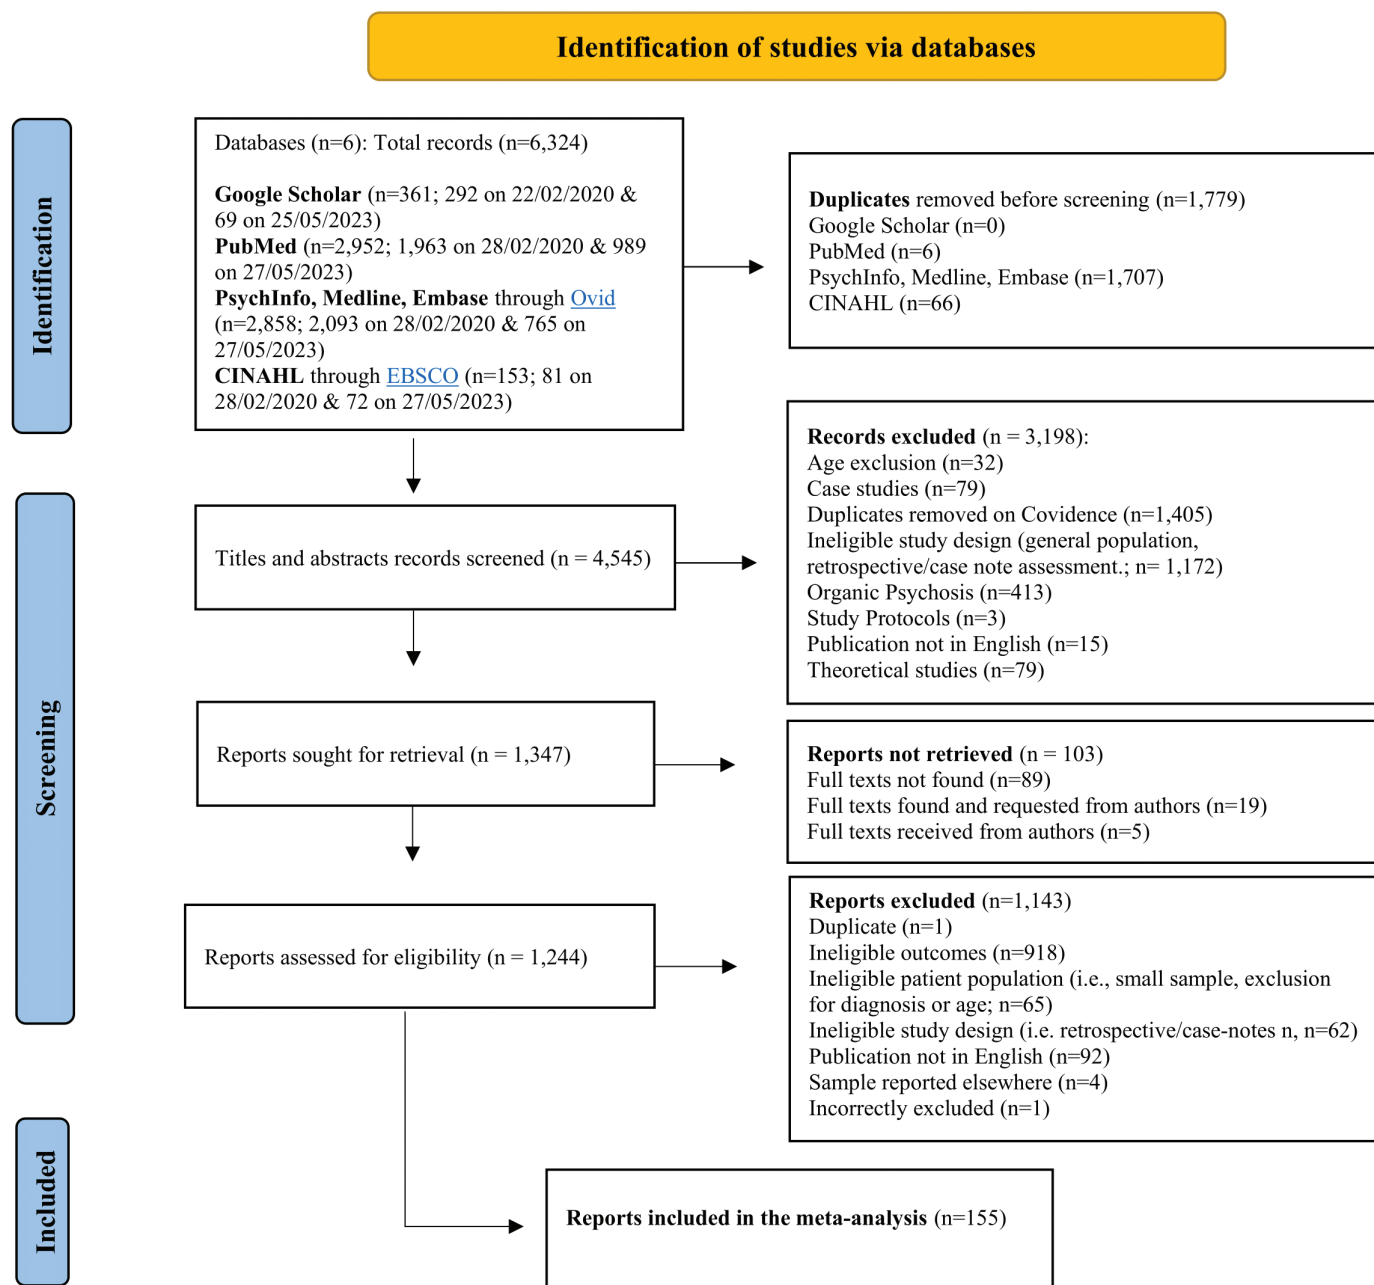 Identification of studies via databases
Identification
Databases (n=6): Total records (n=6,324)
Google Scholar (n=361; 292 on 22/02/2020 &
69 on 25/05/2023)
PubMed (n=2,952; 1,963 on 28/02/2020 & 989
on 27/05/2023)
PsychInfo, Medline, Embase through Ovid
(n=2,858; 2,093 on 28/02/2020 & 765 on
27/05/2023)
CINAHL through EBSCO (n=153; 81 on
28/02/2020 & 72 on 27/05/2023)
Duplicates removed before screening (n=1,779)
Google Scholar (n=0)
PubMed (n=6)
PsychInfo, Medline, Embase (n=1,707)
CINAHL (n=66)
Screening
Titles and abstracts records screened (n = 4,545)
Records excluded (n = 3,198):
Age exclusion (n=32)
Case studies (n=79)
Duplicates removed on Covidence (n=1,405)
Ineligible study design (general population,
retrospective/case note assessment.; n= 1,172)
Organic Psychosis (n=413)
Study Protocols (n=3)
Publication not in English (n=15)
Theoretical studies (n=79)
Reports sought for retrieval (n = 1,347)
Reports not retrieved (n = 103)
Full texts not found (n=89)
Full texts found and requested from authors (n=19)
Full texts received from authors (n=5)
Reports assessed for eligibility (n = 1,244)
Reports excluded (n=1,143)
Duplicate (n=1)
Ineligible outcomes (n=918)
Ineligible patient population (i.e., small sample, exclusion
for diagnosis or age; n=65)
Ineligible study design (i.e. retrospective/case-notes n, n=62)
Publication not in English (n=92)
Sample reported elsewhere (n=4)
Incorrectly excluded (n=1)
Included
Reports included in the meta-analysis (n=155)